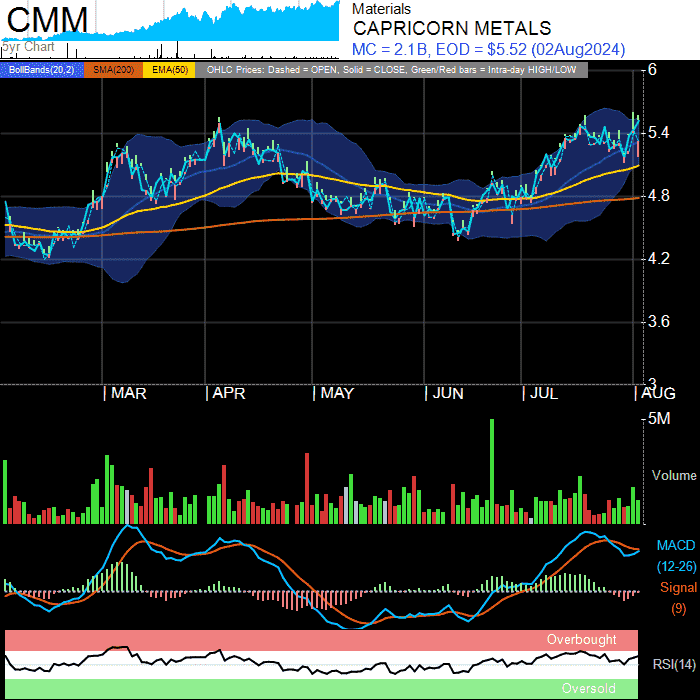 CMM
5yr Chart
Materials
CAPRICORN METALS
MC = 2.1B, EOD = $5.52 (02Aug2024)
BollBands(20,2) SMA(200) EMA(50) OHLC Prices: Dashed = OPEN, Solid = CLOSE, Green/Red bars = Intra-day HIGH/LOW
6
5.4
4.8
4.2
3.6
3
MAR APR MAY JUN JUL AUG
5M
Volume
MACD
(12-26)
Signal
(9)
Overbought
RSI(14)
Oversold